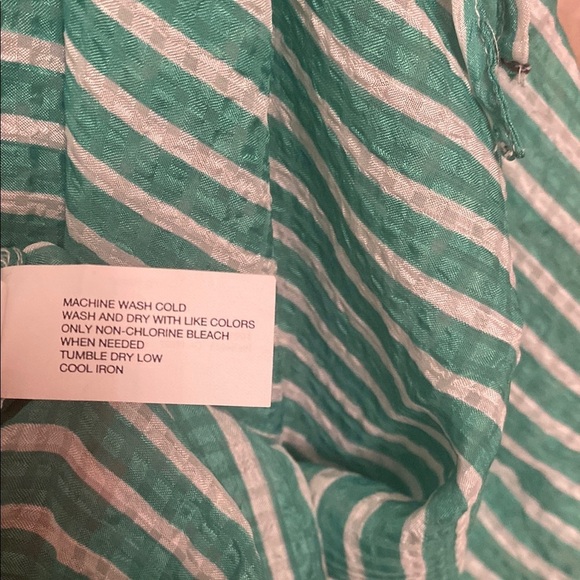 MACHINE WASH COLD
WASH AND DRY WITH LIKE COLORS
ONLY NON-CHLORINE BLEACH
WHEN NEEDED
TUMBLE DRY LOW
COOL IRON